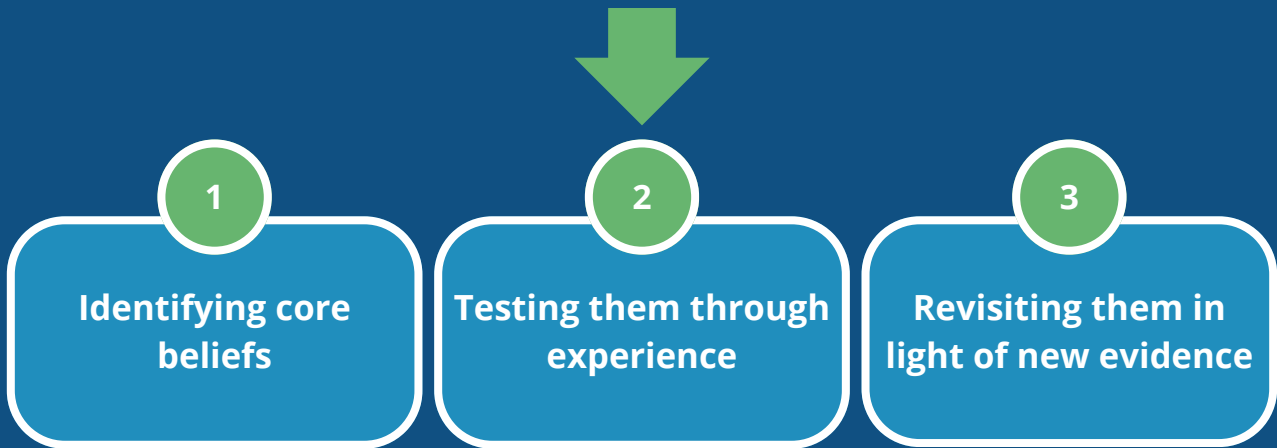 1
Identifying core
beliefs
2
Testing them through
experience
3
Revisiting them in
light of new evidence